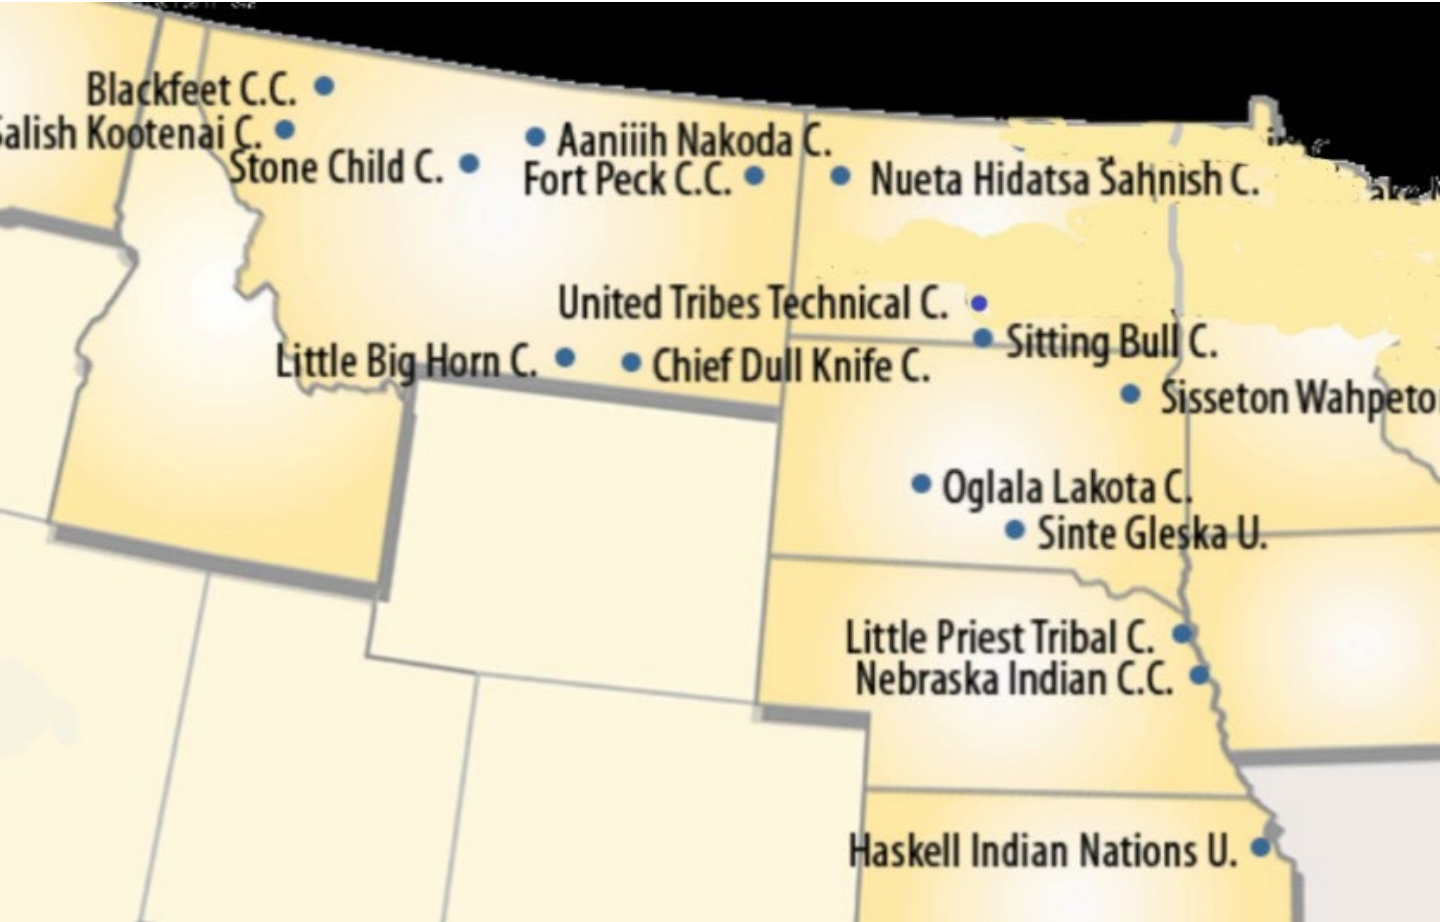 Blackfeet C.C.
Salish Kootenai C.
Stone Child C.
Aaniiih Nakoda C.
Fort Peck C.C.
Nueta Hidatsa Sahnish C.
United Tribes Technical C.
Sitting Bull C.
Little Big Horn C.
Chief Dull Knife C.
Sisseton Wahpeto
Oglala Lakota C.
Sinte Gleska U.
Little Priest Tribal C.
Nebraska Indian C.C.
Haskell Indian Nations U.